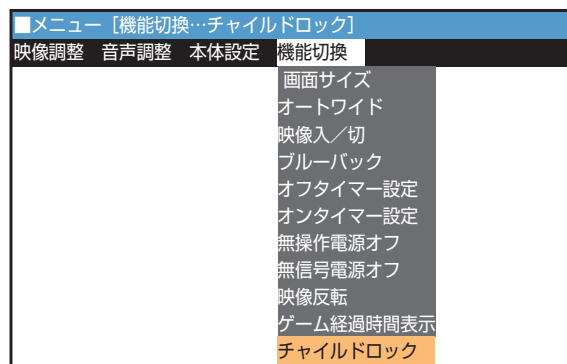 ■メニュー［機能切換…チャイルドロック］
映像調整 音声調整 本体設定 機能切換
画面サイズ
オートワイド
映像入／切
ブルーバック
オフタイマー設定
オンタイマー設定
無操作電源オフ
無信号電源オフ
映像反転
ゲーム経過時間表示
チャイルドロック